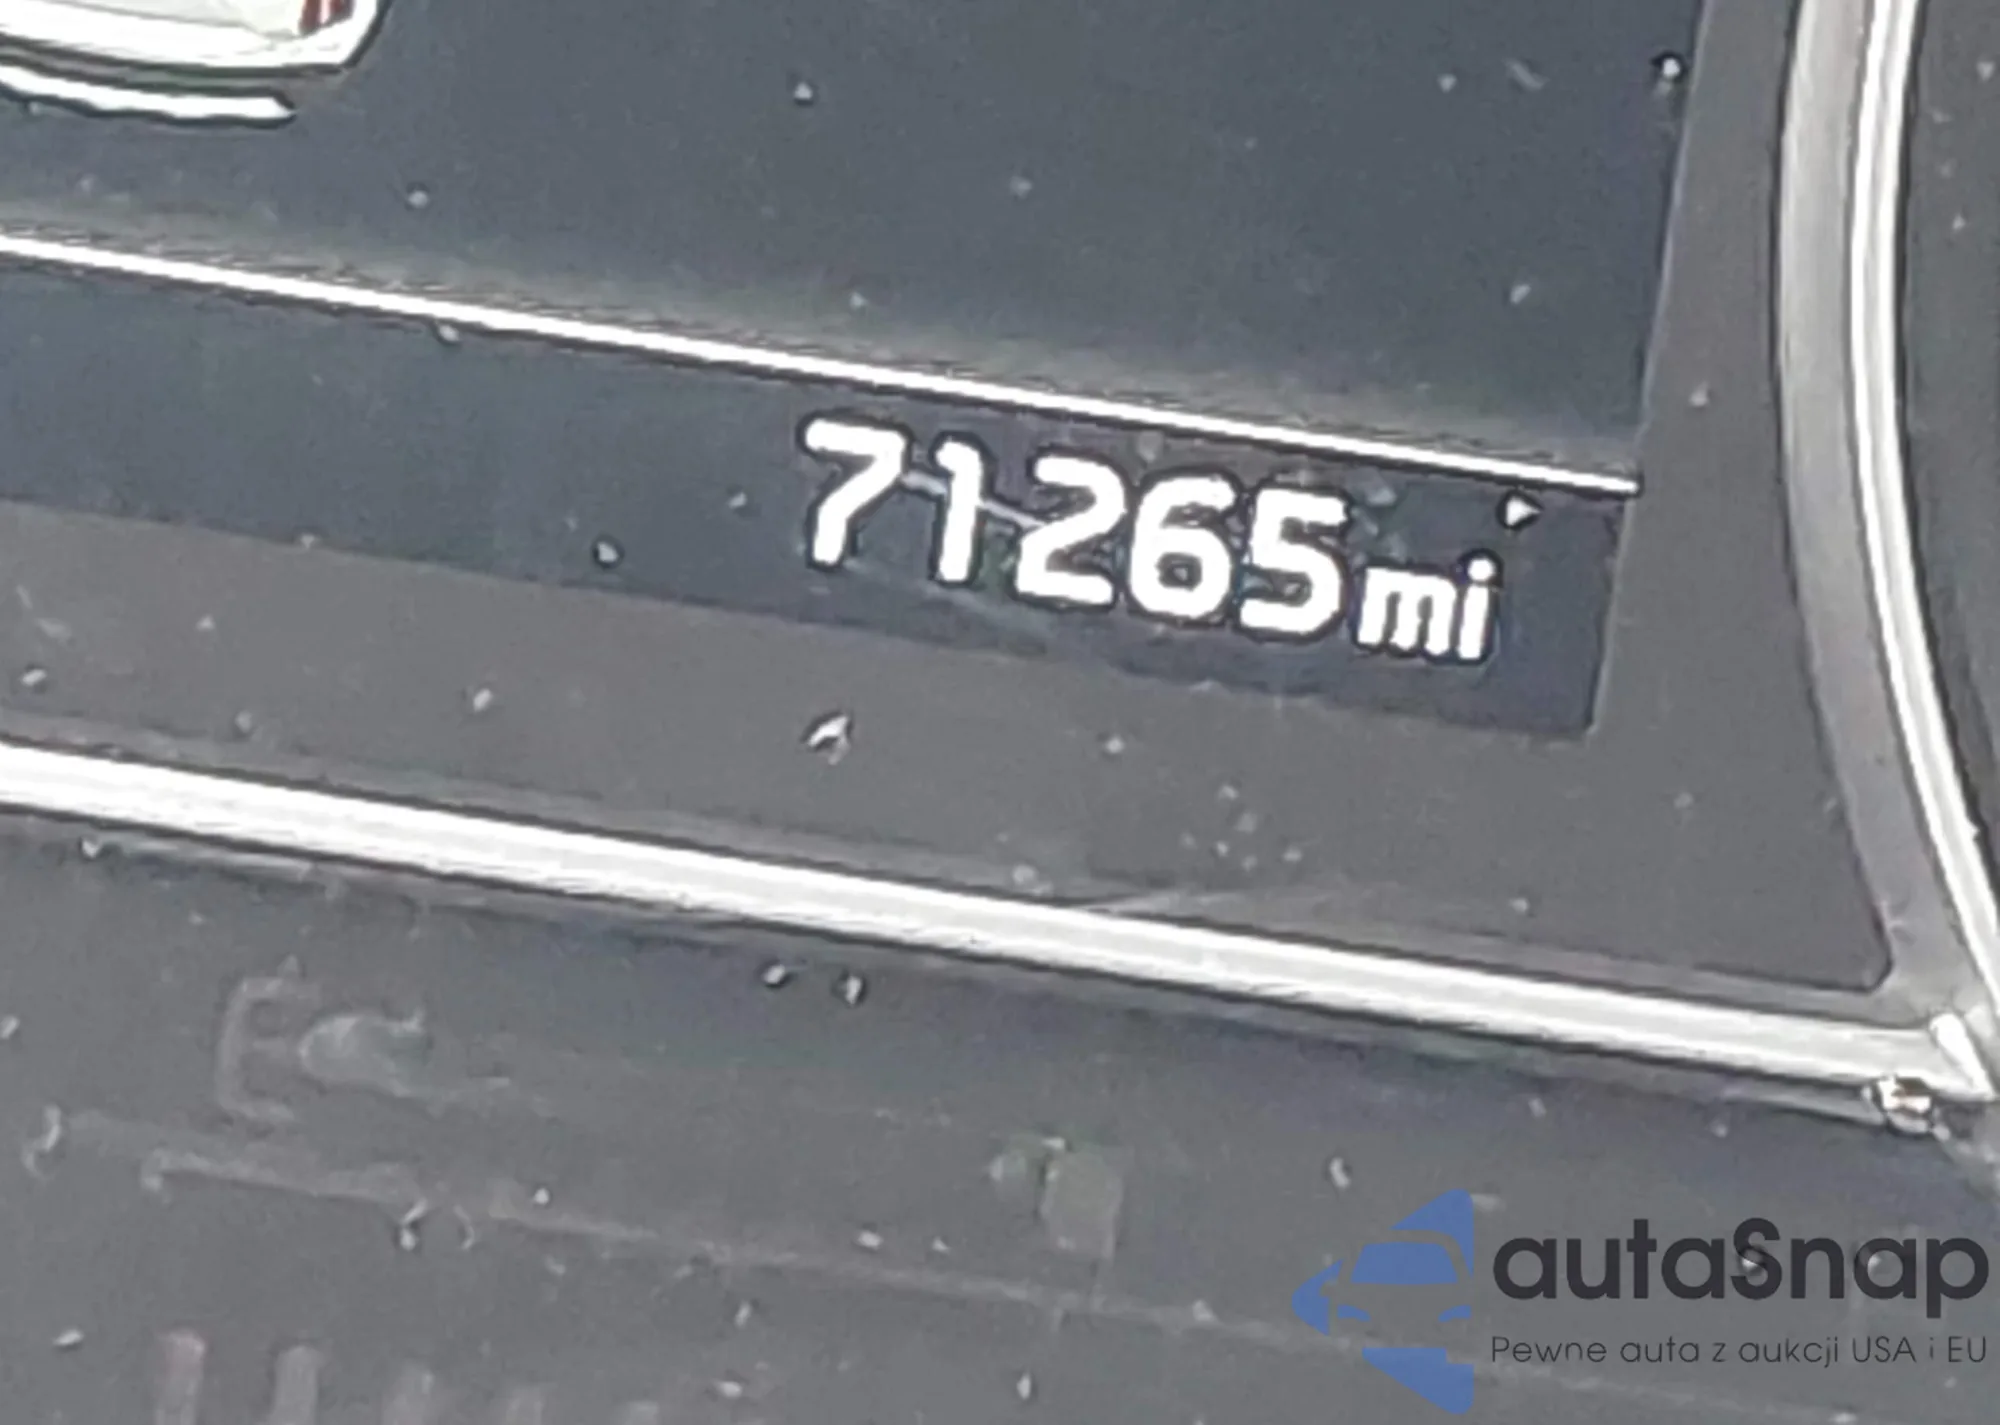 71265mi
autaSnap
Pewne auta z aukcji USA i EU